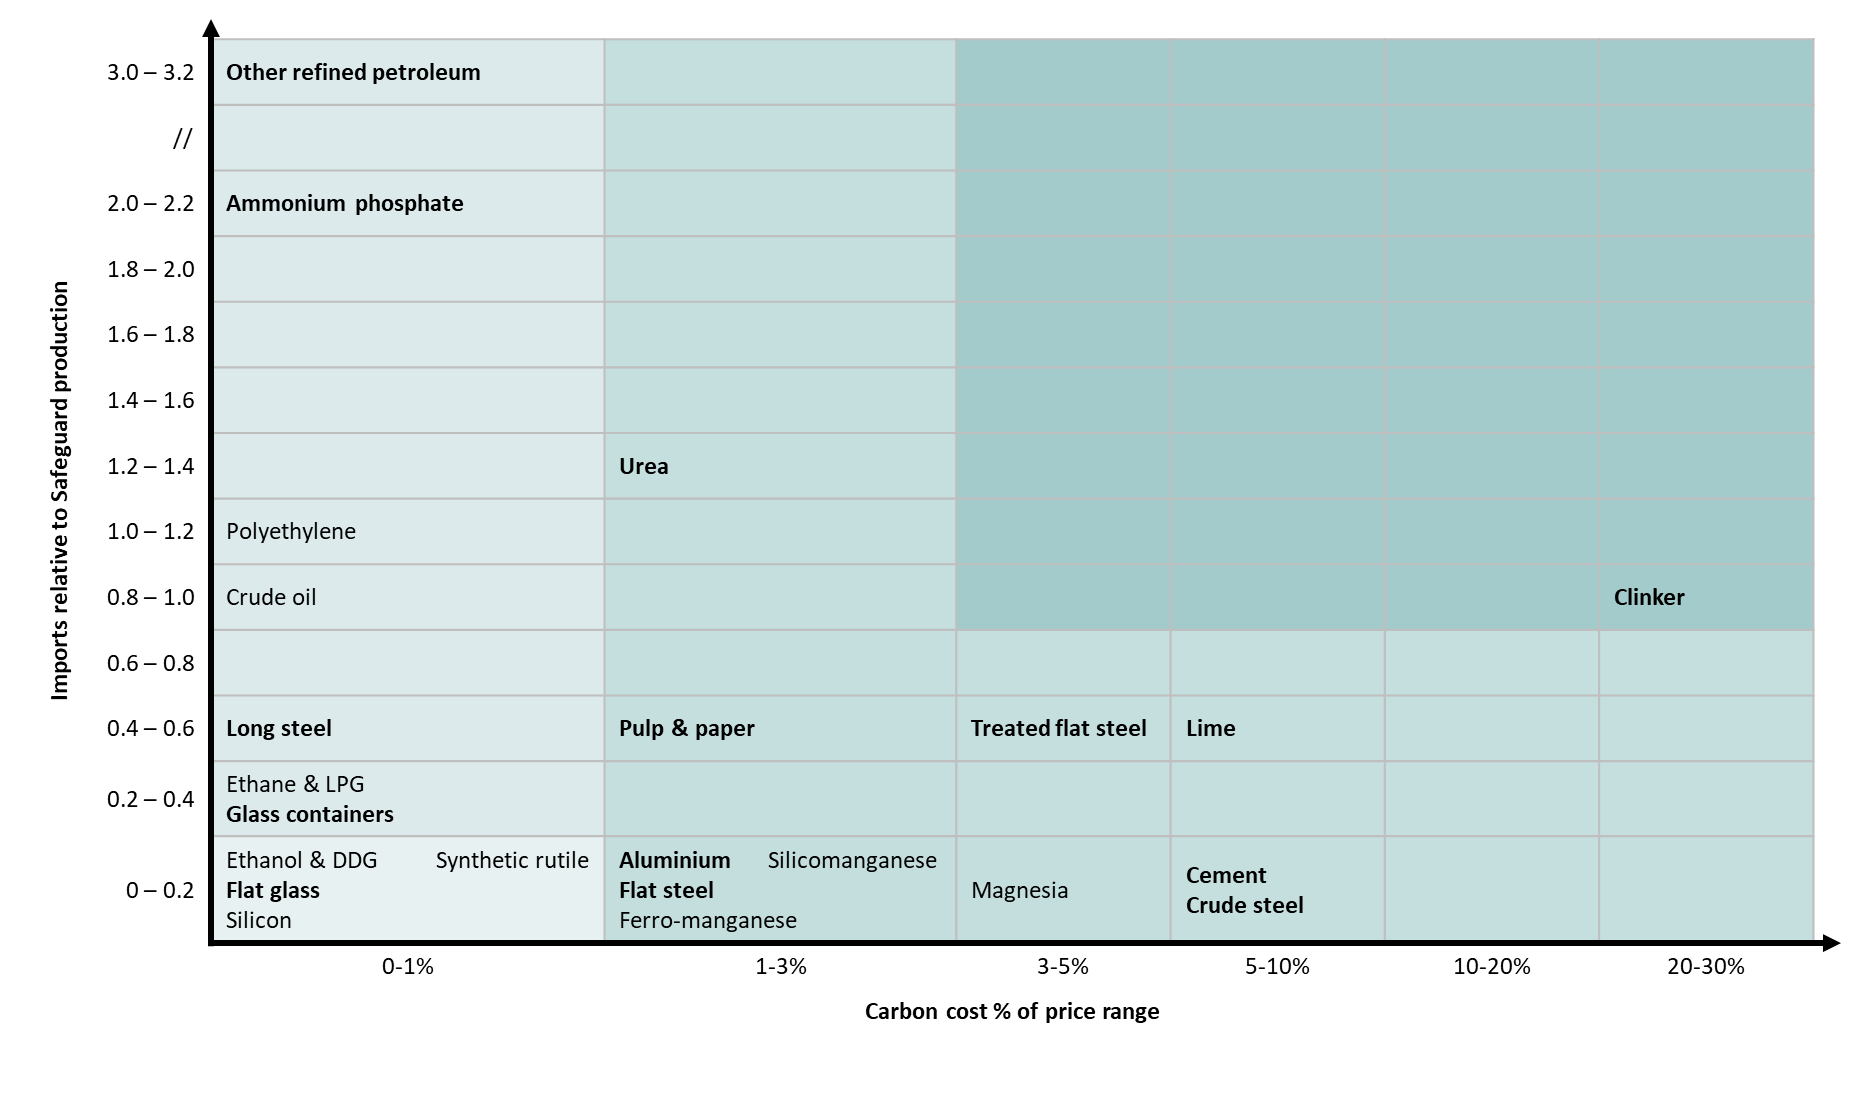 3.0 – 3.2 Other refined petroleum
//
2.0 – 2.2 Ammonium phosphate
1.8 – 2.0
1.6 – 1.8
1.4 – 1.6
1.2 – 1.4 Urea
1.0 – 1.2 Polyethylene
0.8 – 1.0 Crude oil Clinker
0.6 – 0.8
0.4 – 0.6 Long steel Pulp & paper Treated flat steel Lime
0.2 – 0.4
Ethane & LPG
Glass containers
0 – 0.2
Ethanol & DDG Synthetic rutile
Flat glass
Silicon
Aluminium Silicomanganese
Flat steel
Ferro-manganese
Magnesia
Cement
Crude steel
0-1% 1-3% 3-5% 5-10% 10-20% 20-30%
Carbon cost % of price range
Imports relative to Safeguard production